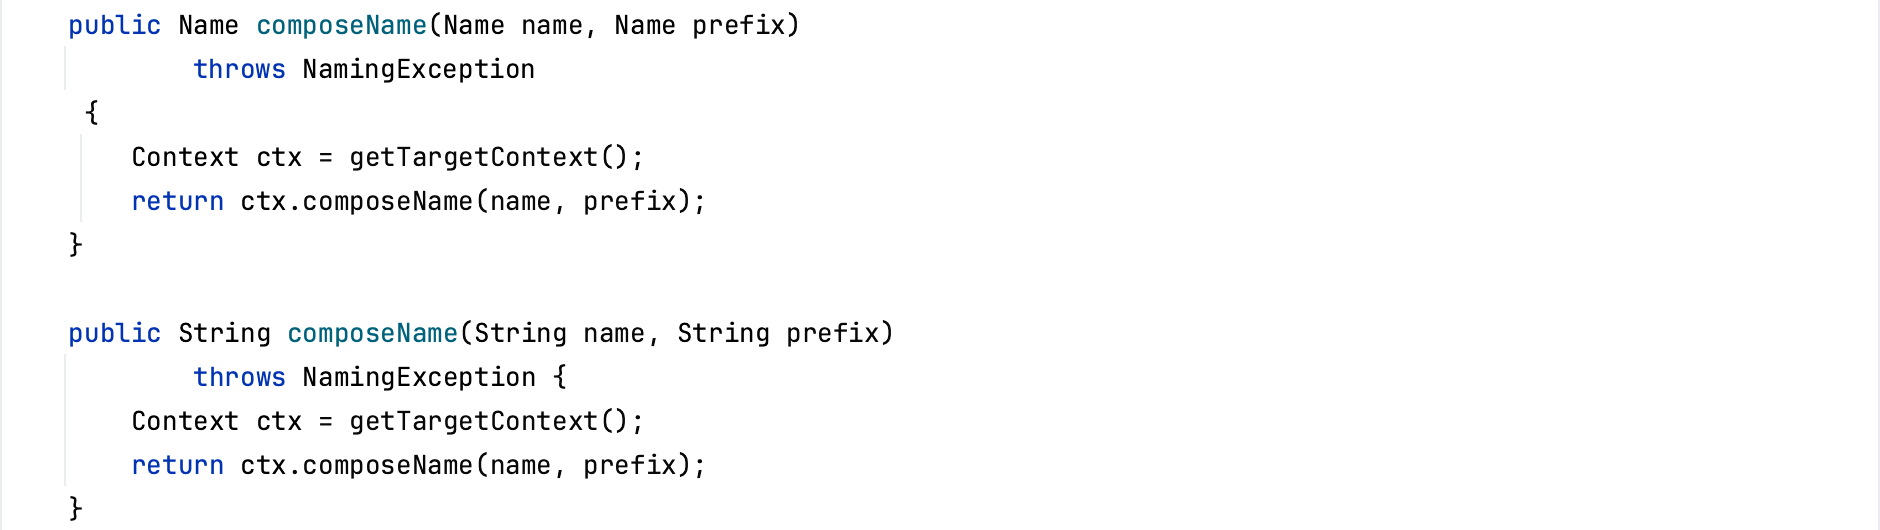 public Name composeName(Name name, Name prefix)
        throws NamingException
 {
    Context ctx = getTargetContext();
    return ctx.composeName(name, prefix);
}

public String composeName(String name, String prefix)
        throws NamingException {
    Context ctx = getTargetContext();
    return ctx.composeName(name, prefix);
}